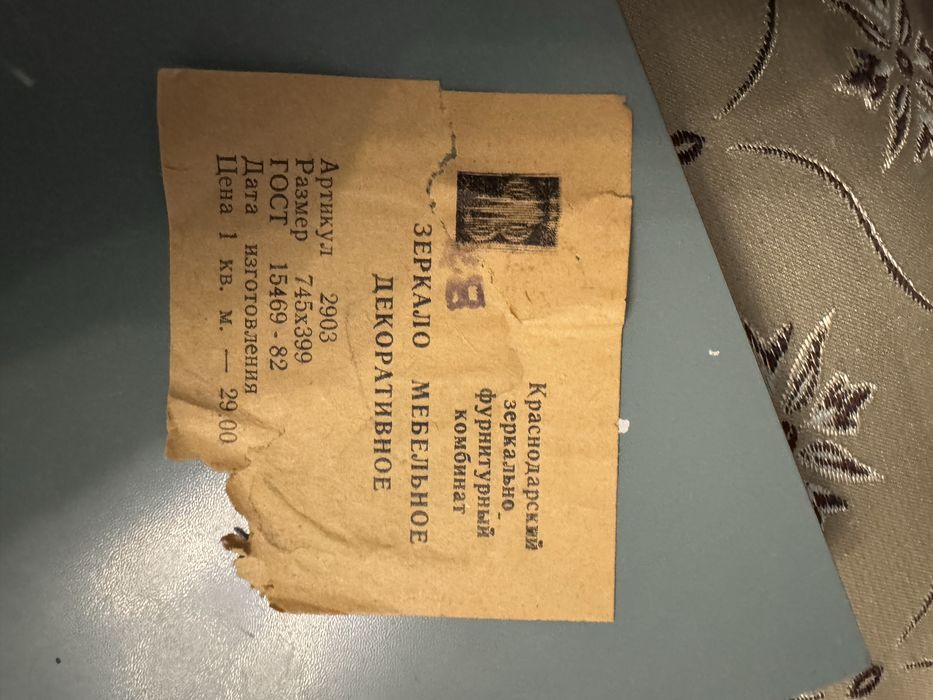 Краснодарский
зеркально-
фурнитурный
комбинат
ЗЕРКАЛО МЕБЕЛЬНОЕ
ДЕКОРАТИВНОЕ
Артикул 2903
Размер 745х399
ГОСТ 15469-82
Дата изготовления
Цена 1 кв. м. — 29.00